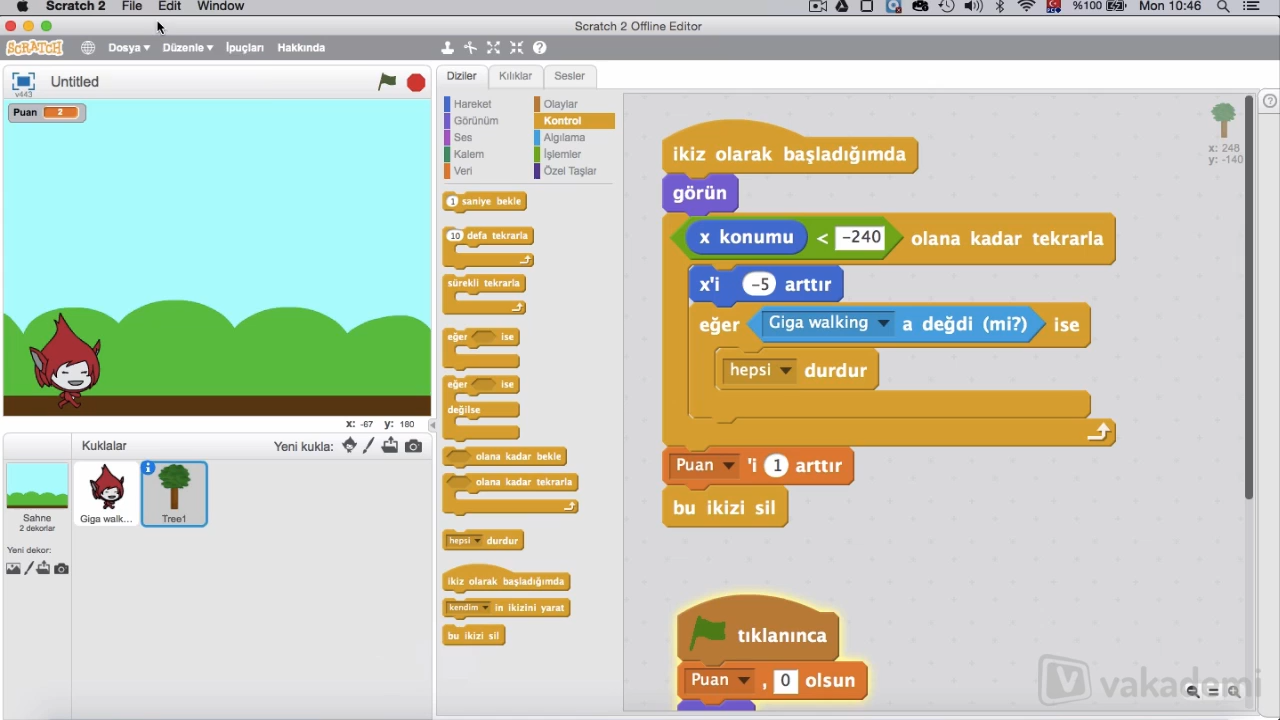 Scratch 2 File Edit Window %100 Mon 10:46
Scratch 2 Offline Editor
SCRATCH Dosya Düzenle İpuçları Hakkında
v443 Untitled
Puan 2
x: -67 y: 180
Kuklalar Yeni kukla:
Sahne
2 dekorlar
Yeni dekor:
Giga walk...
Tree1
Diziler Kılıklar Sesler
Hareket Olaylar
Görünüm Kontrol
Ses Algılama
Kalem İşlemler
Veri Özel Taşlar
1 saniye bekle
10 defa tekrarla
sürekli tekrarla
eğer ise
eğer ise
değilse
olana kadar bekle
olana kadar tekrarla
hepsi durdur
ikiz olarak başladığımda
kendim in ikizini yarat
bu ikizi sil
x: 248
y: -140
ikiz olarak başladığımda
görün
x konumu < -240 olana kadar tekrarla
x'i -5 arttır
eğer Giga walking a değdi (mi?) ise
hepsi durdur
Puan 'i 1 arttır
bu ikizi sil
tıklanınca
Puan , 0 olsun
vakademi